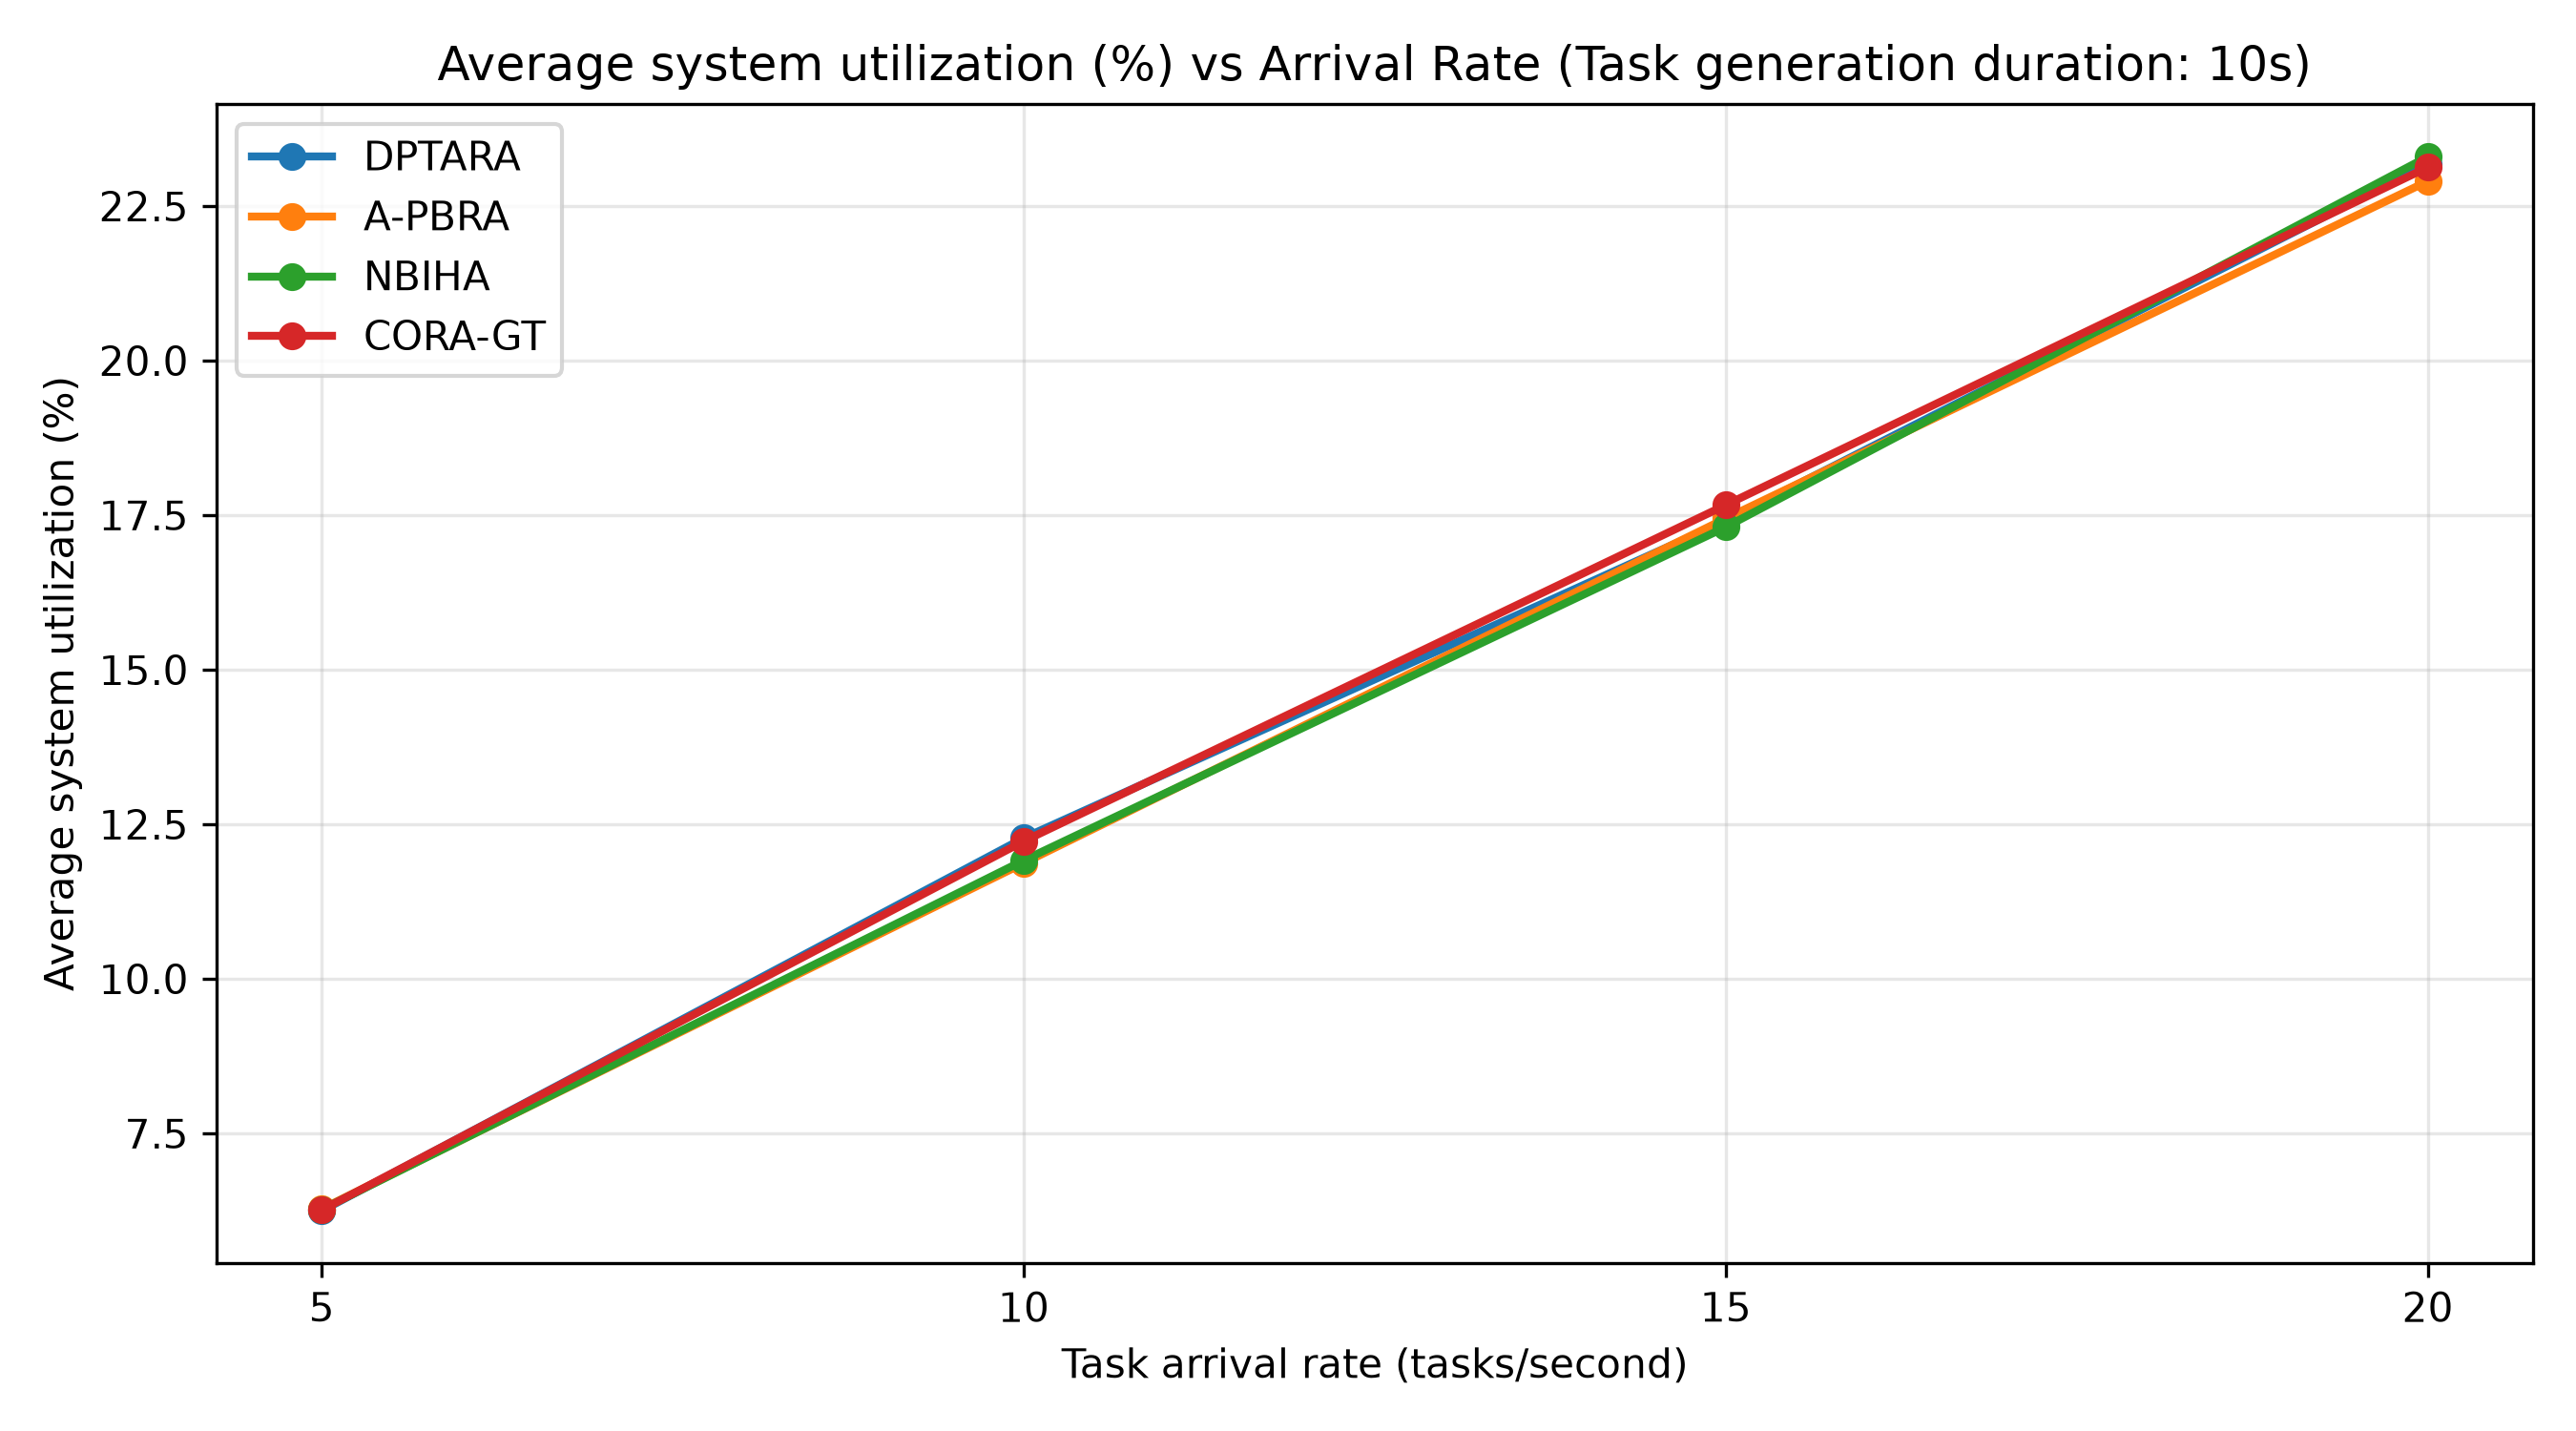 Average system utilization (%) vs Arrival Rate (Task generation duration: 10s)
DPTARA
A-PBRA
NBIHA
CORA-GT
Average system utilization (%)
22.5
20.0
17.5
15.0
12.5
10.0
7.5
5 10 15 20
Task arrival rate (tasks/second)